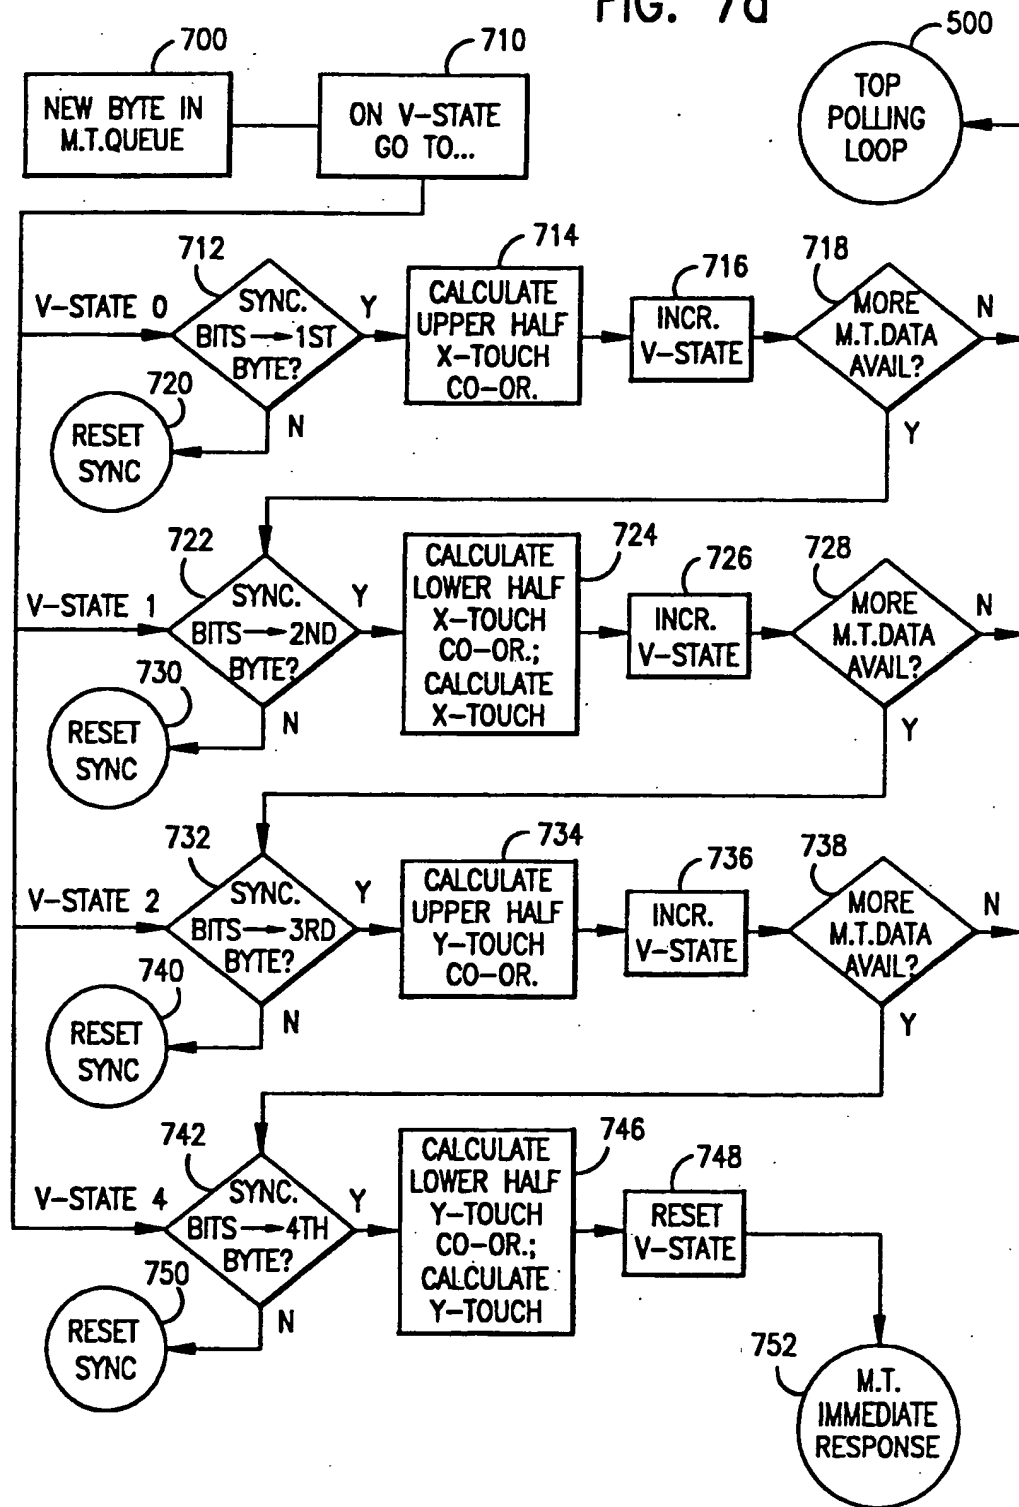 FIG. 7a
700
NEW BYTE IN
M.T.QUEUE
710
ON V-STATE
GO TO...
500
TOP
POLLING
LOOP
V-STATE 0
712
SYNC.
BITS→1ST
BYTE?
Y
N
714
CALCULATE
UPPER HALF
X-TOUCH
CO-OR.
716
INCR.
V-STATE
718
MORE
M.T.DATA
AVAIL?
N
Y
720
RESET
SYNC
V-STATE 1
722
SYNC.
BITS→2ND
BYTE?
Y
N
724
CALCULATE
LOWER HALF
X-TOUCH
CO-OR.;
CALCULATE
X-TOUCH
726
INCR.
V-STATE
728
MORE
M.T.DATA
AVAIL?
N
Y
730
RESET
SYNC
V-STATE 2
732
SYNC.
BITS→3RD
BYTE?
Y
N
734
CALCULATE
UPPER HALF
Y-TOUCH
CO-OR.
736
INCR.
V-STATE
738
MORE
M.T.DATA
AVAIL?
N
Y
740
RESET
SYNC
V-STATE 4
742
SYNC.
BITS→4TH
BYTE?
Y
N
746
CALCULATE
LOWER HALF
Y-TOUCH
CO-OR.;
CALCULATE
Y-TOUCH
748
RESET
V-STATE
750
RESET
SYNC
752
M.T.
IMMEDIATE
RESPONSE